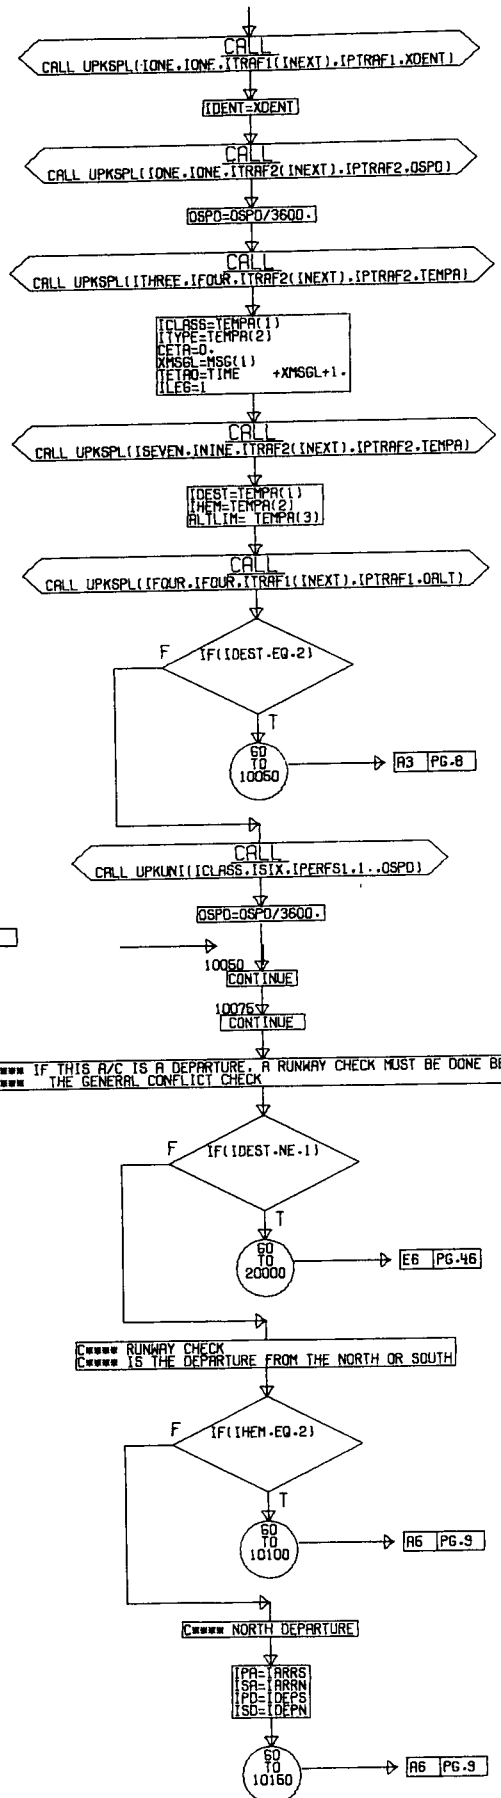 CALL
CALL UPKSPL(IONE.IONE.ITRAF1(INEXT).IPTRAF1.XDENT)
IDENT=XDENT
CALL
CALL UPKSPL(IONE.IONE.ITRAF2(INEXT).IPTRAF2.OSPD)
OSPD=OSPD/3600.
CALL
CALL UPKSPL(ITHREE.IFOUR.ITRAF2(INEXT).IPTRAF2.TEMPA)
ICLASS=TEMPA(1)
ITYPE=TEMPA(2)
CETA=0.
XMSGL=MSG(1)
TETAO=TIME +XMSGL+1.
ILEG=1
CALL
CALL UPKSPL(ISEVEN.ININE.ITRAF2(INEXT).IPTRAF2.TEMPA)
IDEST=TEMPA(1)
IHEM=TEMPA(2)
ALTLIM= TEMPA(3)
CALL
CALL UPKSPL(IFOUR.IFOUR.ITRAF1(INEXT).IPTRAF1.OALT)
F IF(IDEST.EQ.2)
T
GO
TO
10050
A3 PG.8
CALL
CALL UPKUNI(ICLASS.ISIX.IPERFS1.1..OSPD)
OSPD=OSPD/3600.
10050
CONTINUE
10075
CONTINUE
*** IF THIS A/C IS A DEPARTURE. A RUNWAY CHECK MUST BE DONE BE
*** THE GENERAL CONFLICT CHECK
F IF(IDEST.NE.1)
T
GO
TO
20000
E6 PG.46
C**** RUNWAY CHECK
C**** IS THE DEPARTURE FROM THE NORTH OR SOUTH
F IF(IHEM.EQ.2)
T
GO
TO
10100
A6 PG.9
C**** NORTH DEPARTURE
IPA=IARRS
ISA=IARRN
IPD=IDEPS
ISD=IDEPN
GO
TO
10150
A6 PG.9